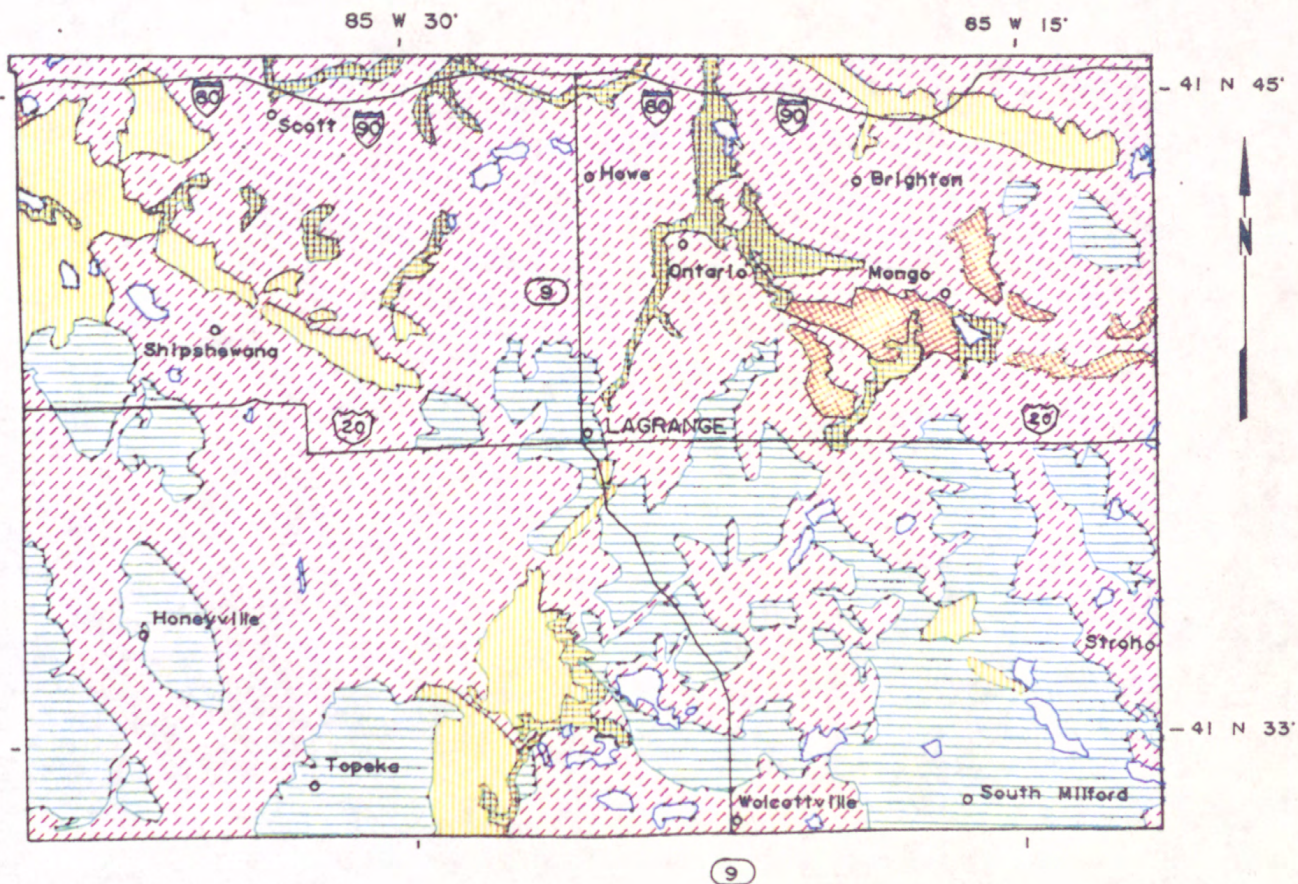 85 W 30'
85 W 15'
41 N 45'
80
Scott
90
80
90
Howe
Brighton
N
Ontario
Mongo
9
Shipshewana
20
LAGRANGE
20
Honeyville
Stroh
41 N 33'
Topeka
Wolcottville
South Milford
9